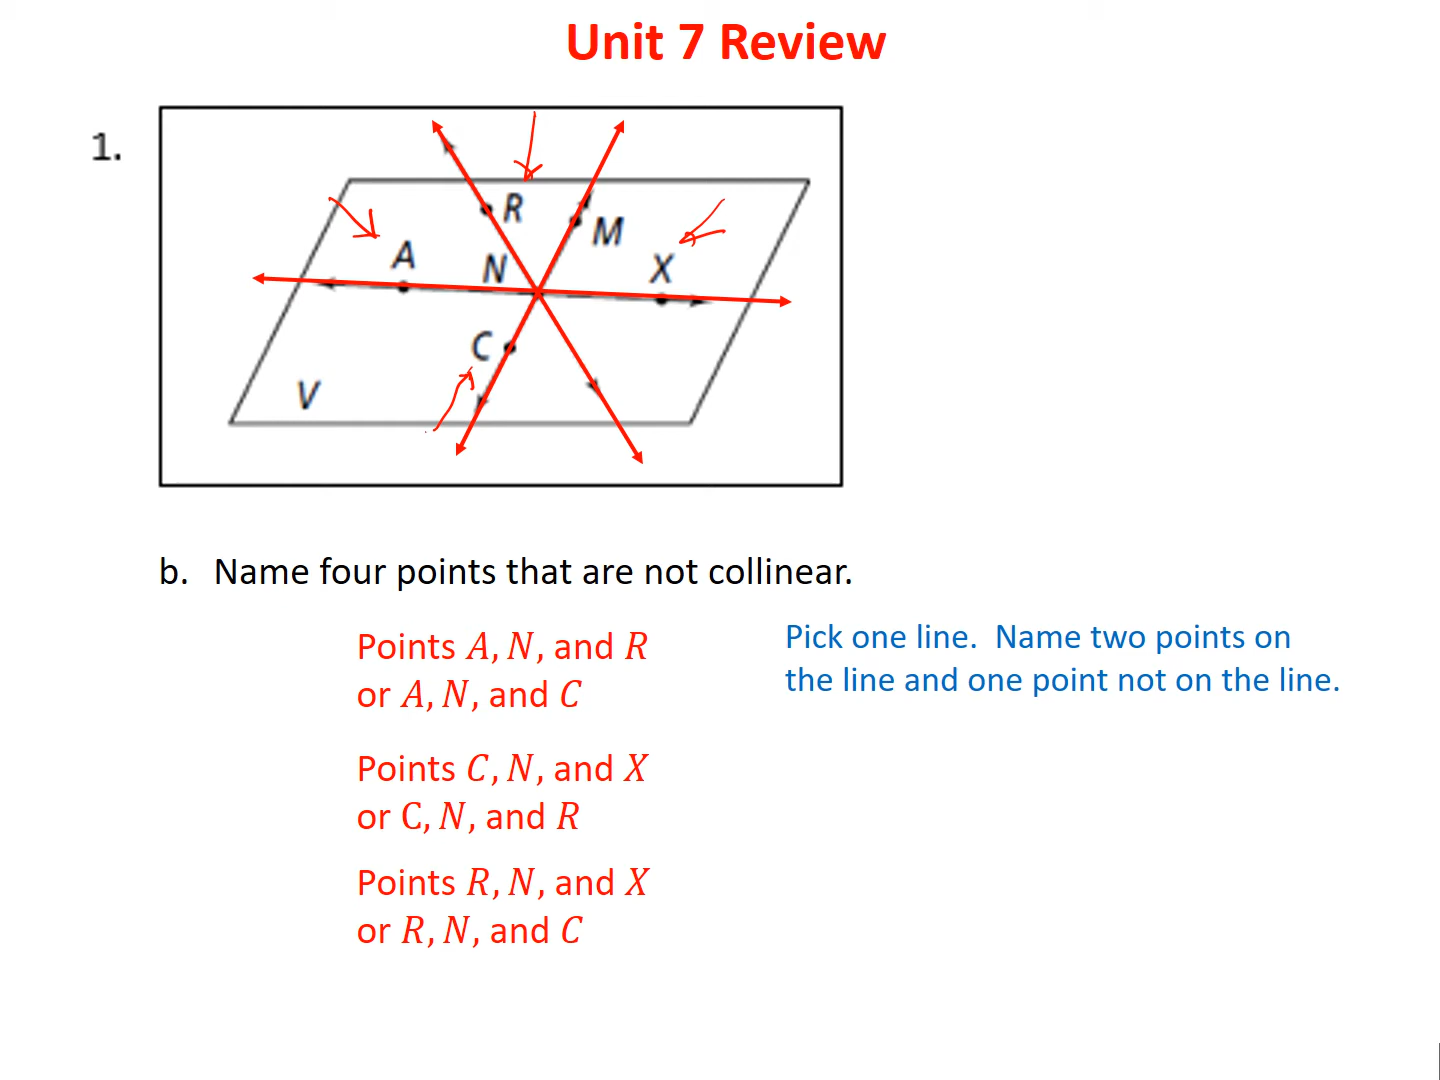 Unit 7 Review
1.
R
M
A
N
X
C
V
b. Name four points that are not collinear.
Points A, N, and R
or A, N, and C
Pick one line. Name two points on
the line and one point not on the line.
Points C, N, and X
or C, N, and R
Points R, N, and X
or R, N, and C